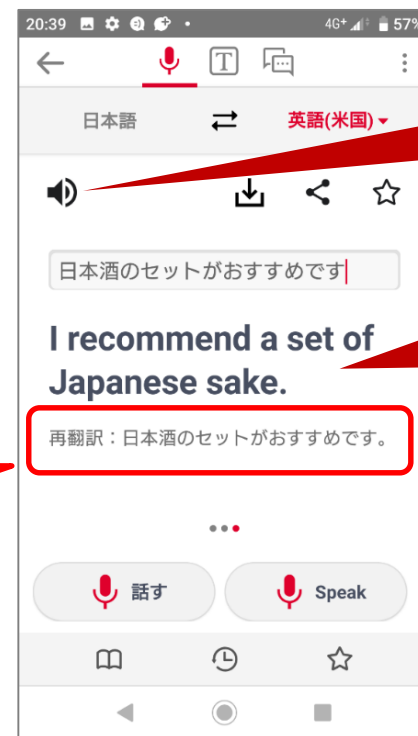 20:39 4G+ 57%
T
日本語 英語(米国)
日本酒のセットがおすすめです
I recommend a set of
Japanese sake.
再翻訳：日本酒のセットがおすすめです。
話す Speak